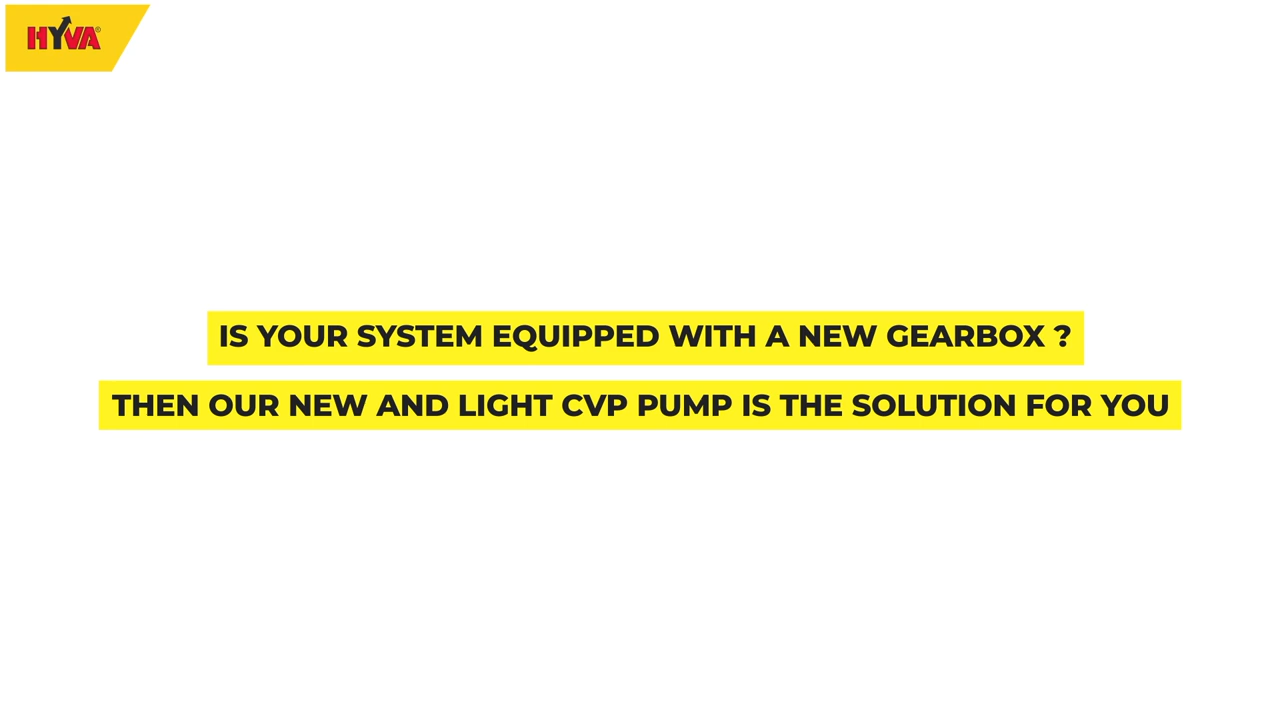 HYVA®
IS YOUR SYSTEM EQUIPPED WITH A NEW GEARBOX ?
THEN OUR NEW AND LIGHT CVP PUMP IS THE SOLUTION FOR YOU